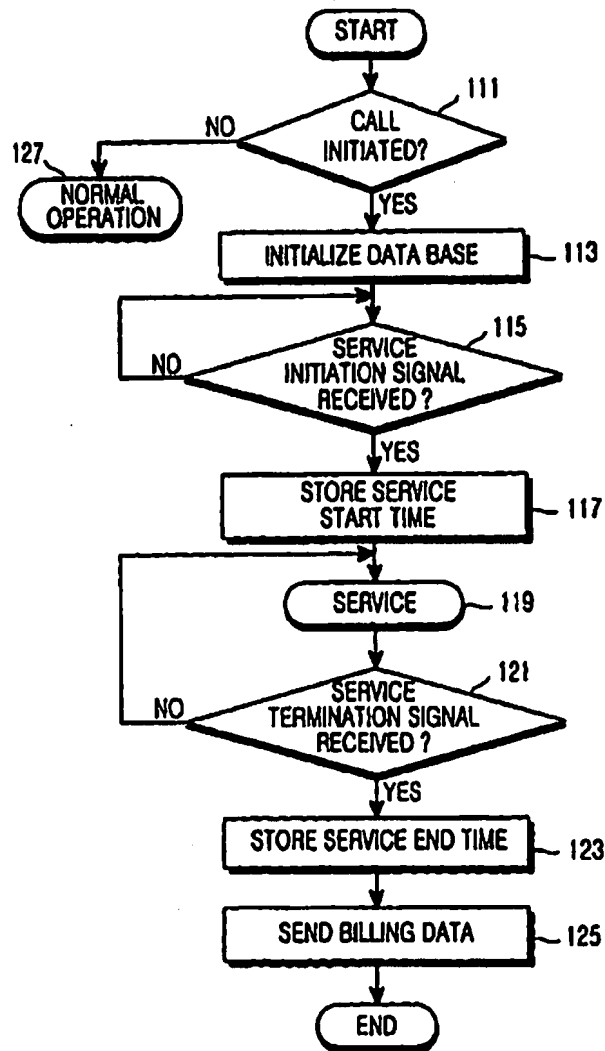 START
111
CALL
INITIATED?
NO
127
NORMAL
OPERATION
YES
INITIALIZE DATA BASE
113
115
SERVICE
INITIATION SIGNAL
RECEIVED ?
NO
YES
STORE SERVICE
START TIME
117
SERVICE
119
121
SERVICE
TERMINATION SIGNAL
RECEIVED ?
NO
YES
STORE SERVICE END TIME
123
SEND BILLING DATA
125
END